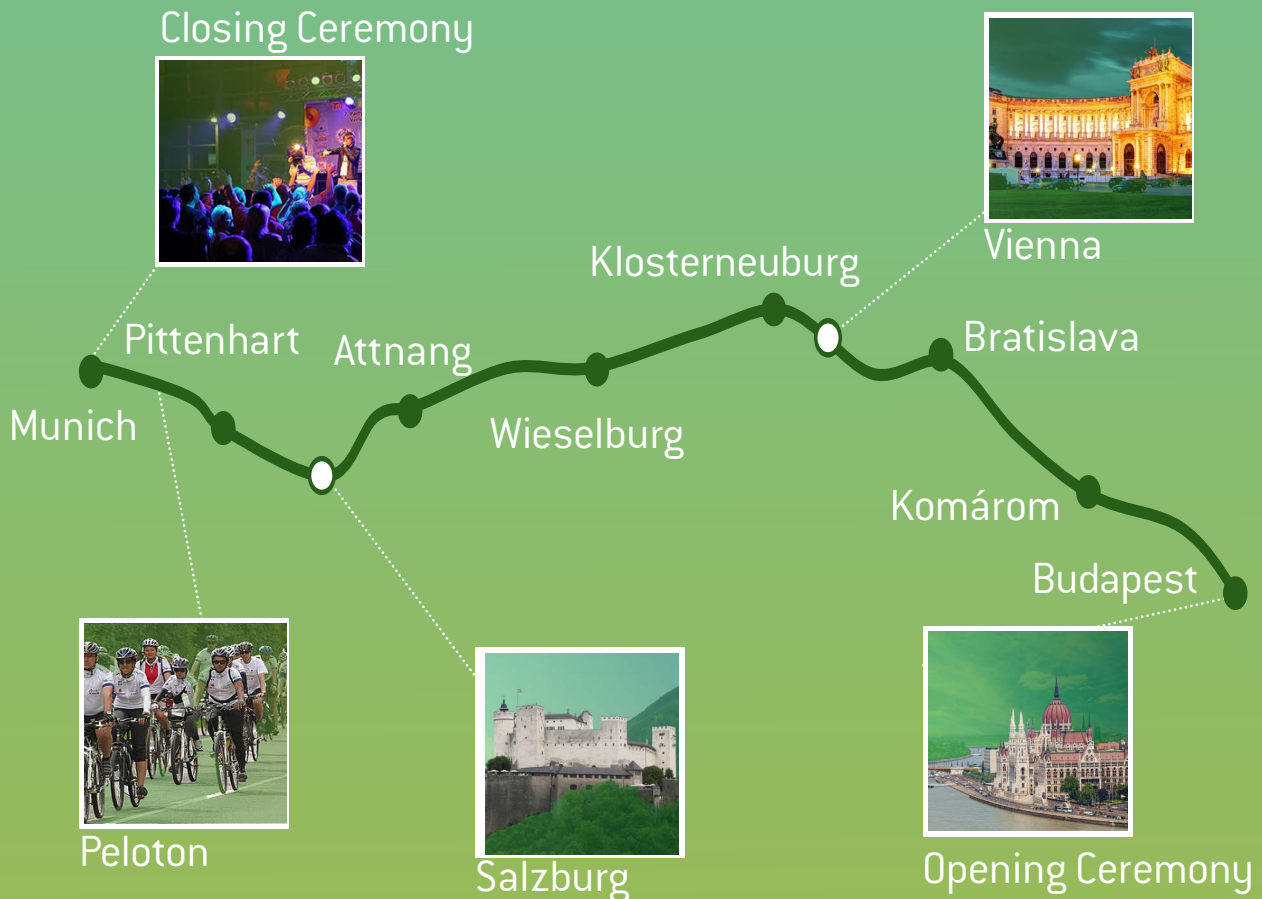 Closing Ceremony
Vienna
Klosterneuburg
Pittenhart
Attnang
Bratislava
Munich
Wieselburg
Komárom
Budapest
Peloton
Salzburg
Opening Ceremony